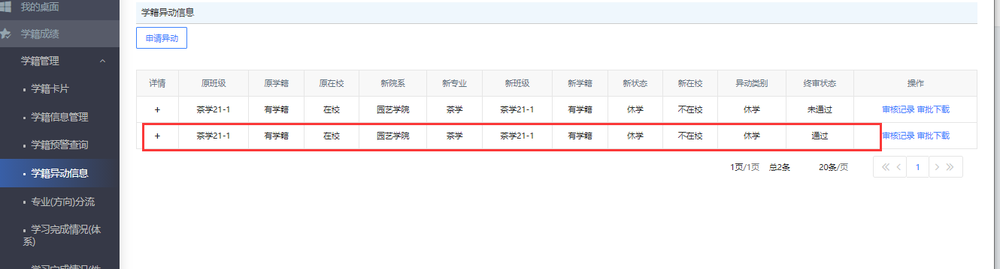 我的桌面
学籍成绩
学籍管理
学籍卡片
学籍信息管理
学籍预警查询
学籍异动信息
专业(方向)分流
学习完成情况(体
系)
学籍异动信息
申请异动
详情 原班级 原学籍 原在校 新院系 新专业 新班级 新学籍 新状态 新在校 异动类别 终审状态 操作
+ 茶学21-1 有学籍 在校 园艺学院 茶学 茶学21-1 有学籍 休学 不在校 休学 未通过 审核记录 审批下载
+ 茶学21-1 有学籍 在校 园艺学院 茶学 茶学21-1 有学籍 休学 不在校 休学 通过 审核记录 审批下载
1页/1页 总2条 20条/页 1